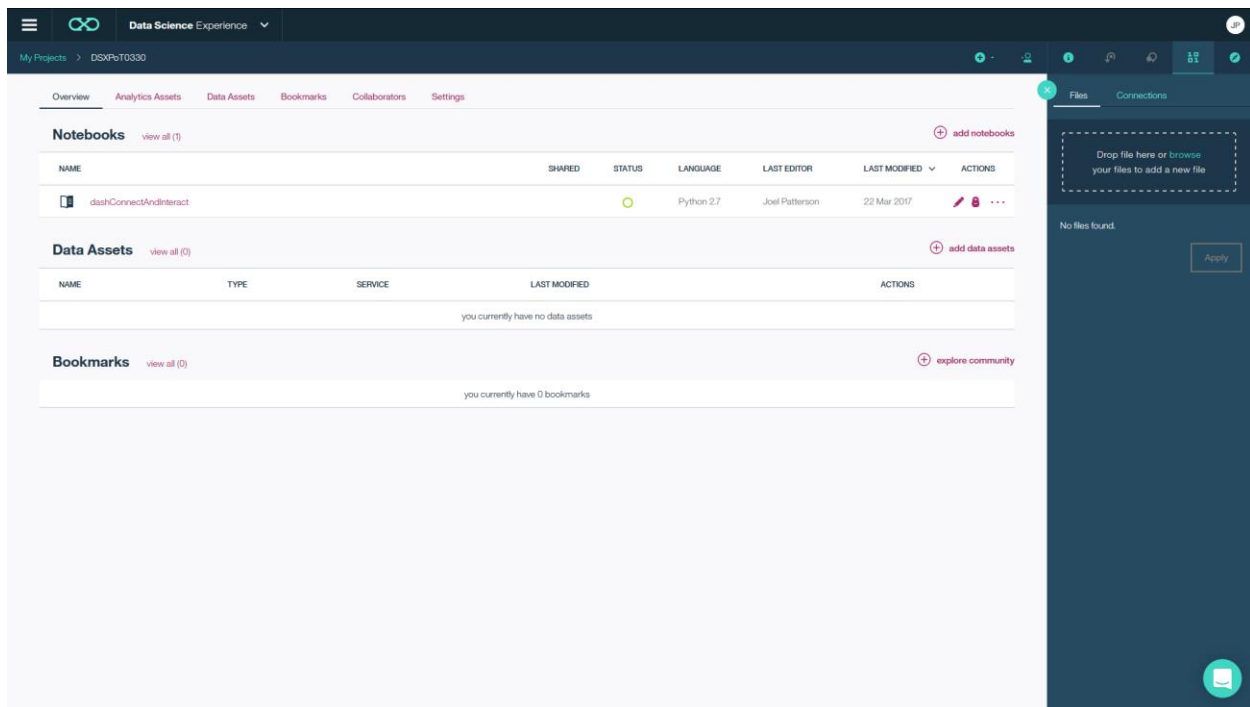 Data Science Experience
JP
My Projects > DSXPoT0330
Overview Analytics Assets Data Assets Bookmarks Collaborators Settings
Notebooks view all (1) add notebooks
NAME SHARED STATUS LANGUAGE LAST EDITOR LAST MODIFIED ACTIONS
dashConnectAndInteract Python 2.7 Joel Patterson 22 Mar 2017
Data Assets view all (0) add data assets
NAME TYPE SERVICE LAST MODIFIED ACTIONS
you currently have no data assets
Bookmarks view all (0) explore community
you currently have 0 bookmarks
Files Connections
Drop file here or browse
your files to add a new file
No files found.
Apply